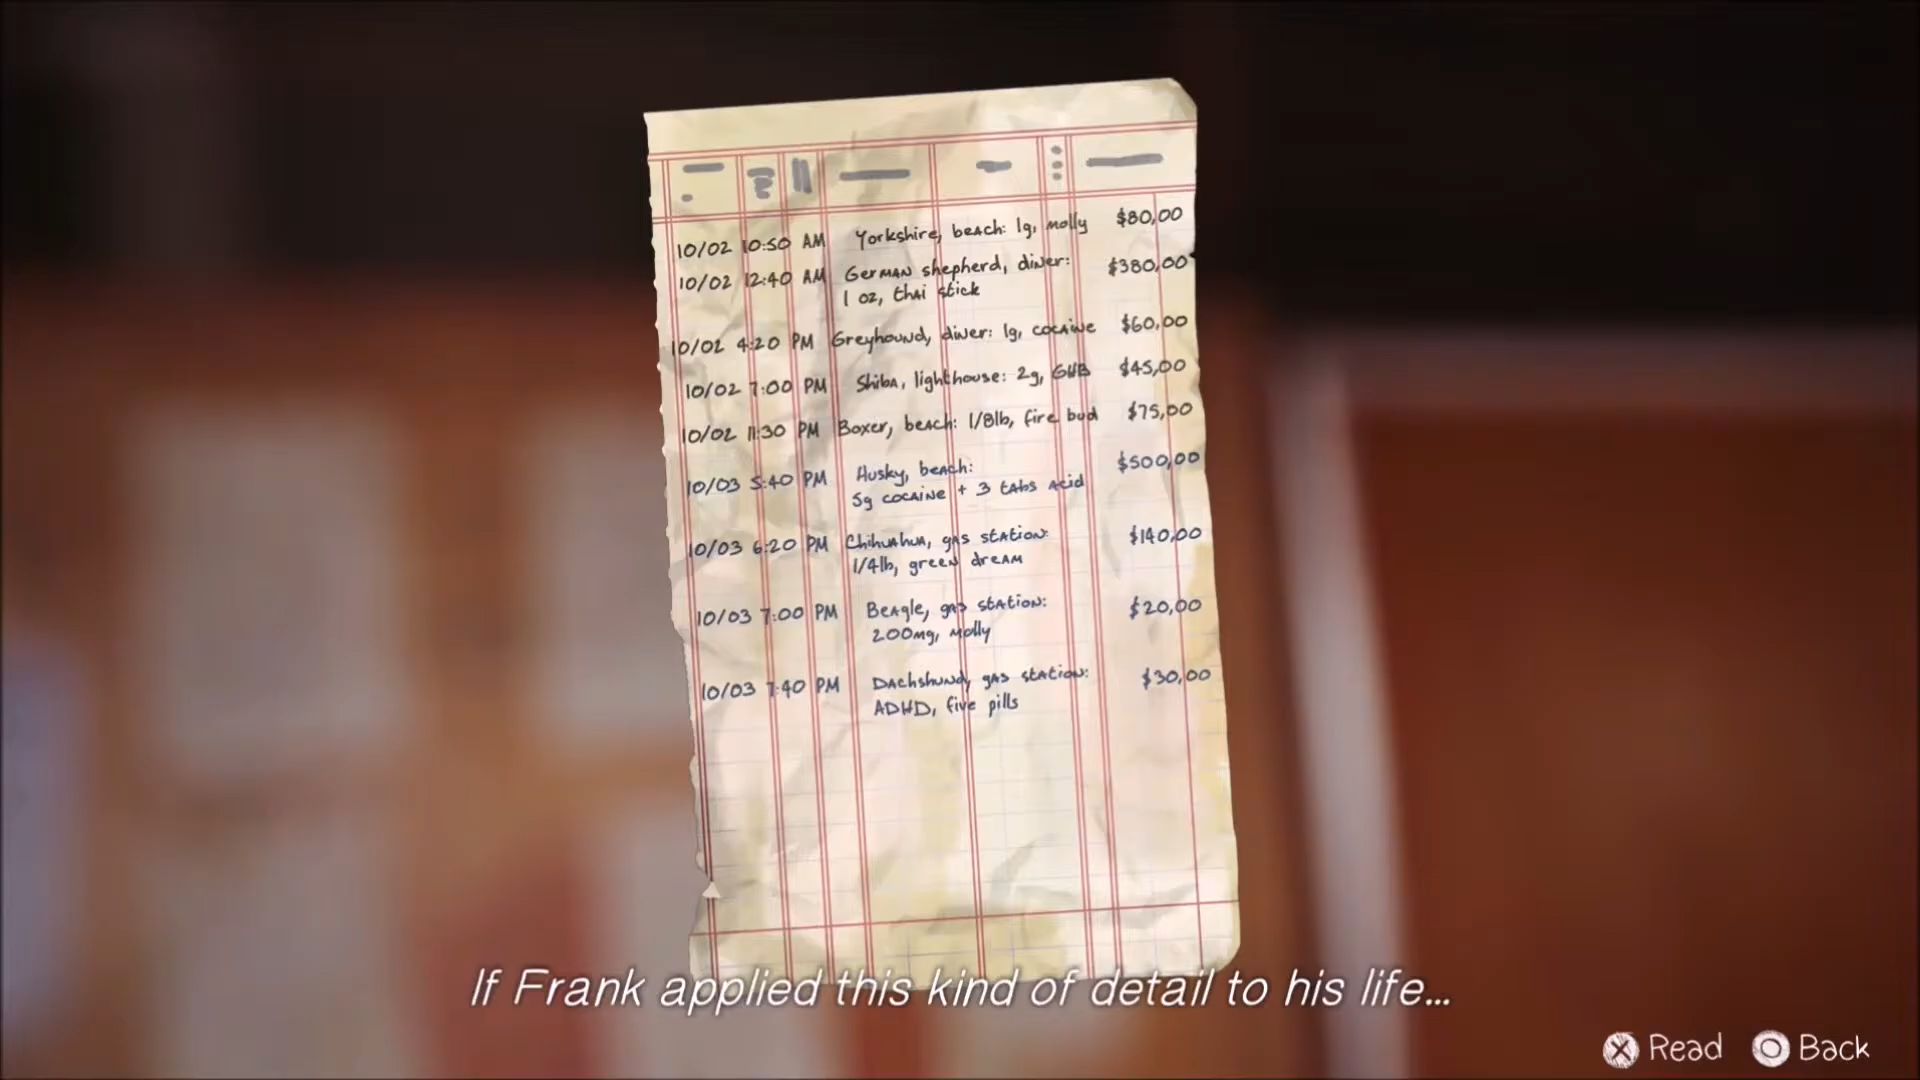 10/02 10:50 AM Yorkshire, beach: 1g, molly $80,00
10/02 12:40 AM German shepherd, diner: $380,00
1 oz, thai stick
10/02 4:20 PM Greyhound, diner: 1g, cocaine $60,00
10/02 7:00 PM Shiba, lighthouse: 2g, GHB $45,00
10/02 11:30 PM Boxer, beach: 1/8lb, fire bud $75,00
10/03 5:40 PM Husky, beach: $500,00
5g cocaine + 3 tabs acid
10/03 6:20 PM Chihuahua, gas station: $140,00
1/4lb, green dream
10/03 7:00 PM Beagle, gas station: $20,00
200mg, molly
10/03 7:40 PM Dachshund, gas station: $30,00
ADHD, five pills
If Frank applied this kind of detail to his life...
Read Back